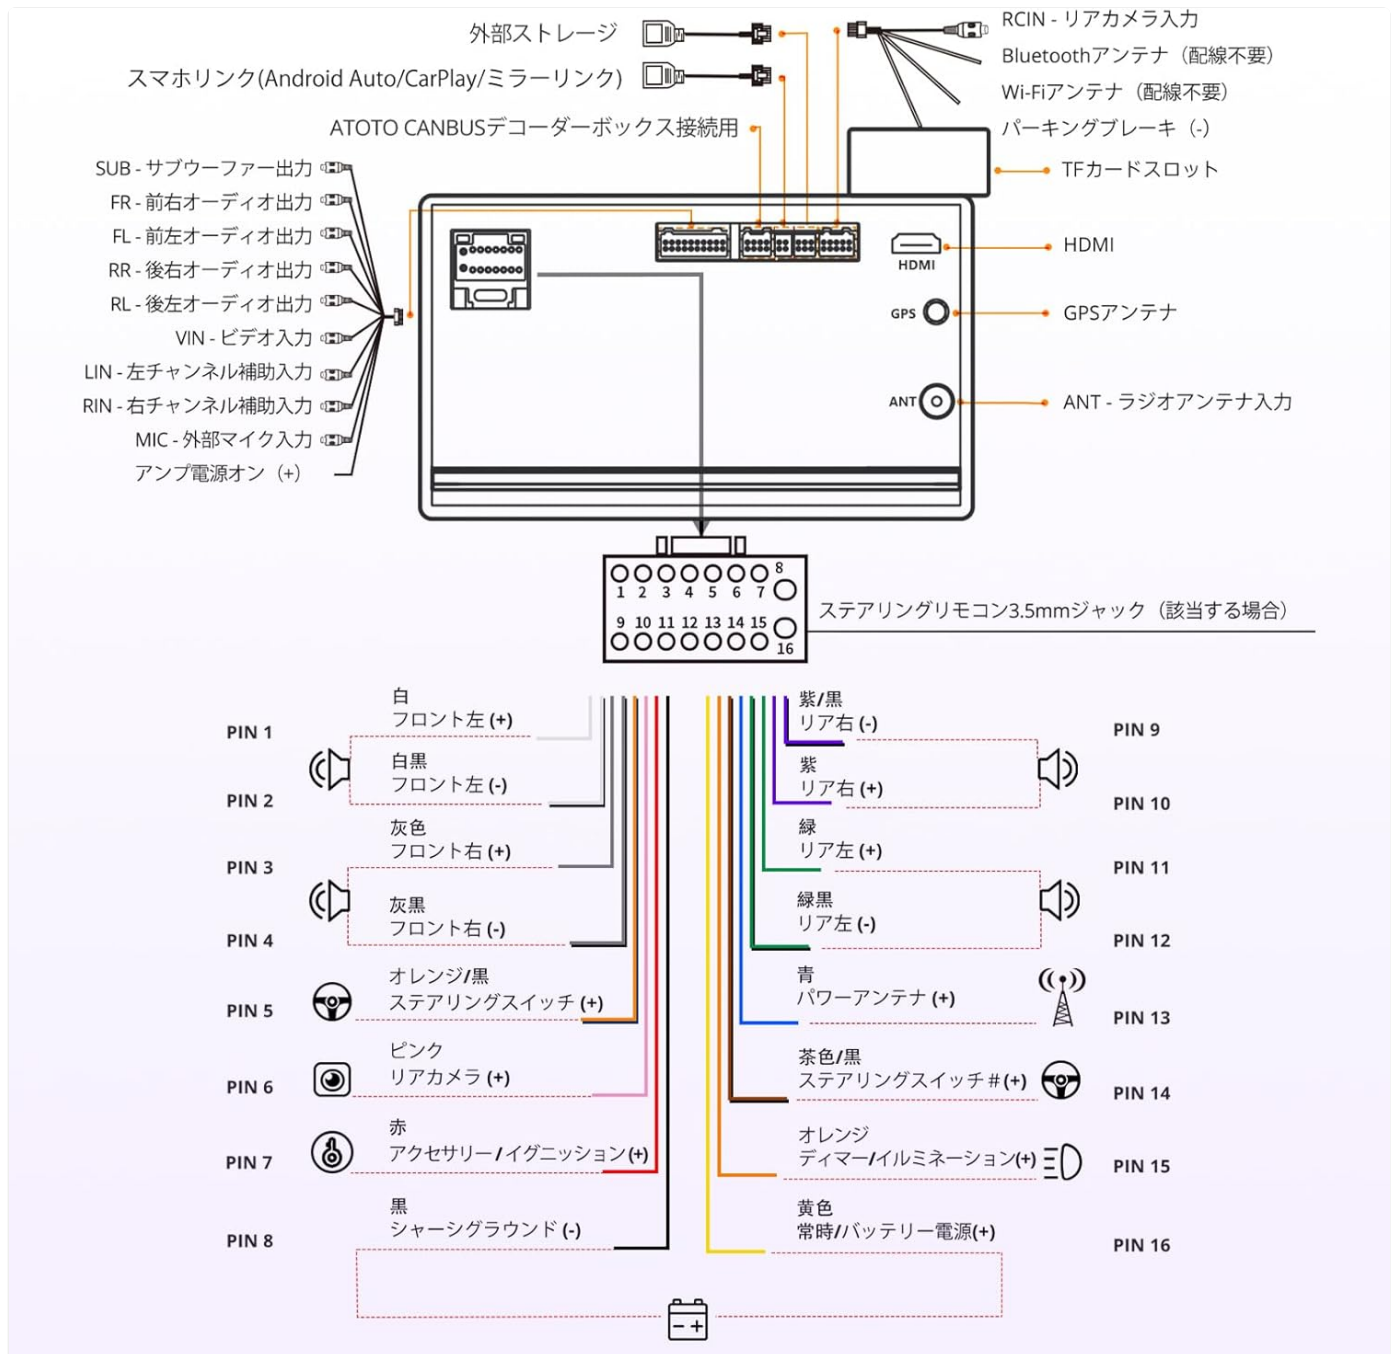 外部ストレージ
スマホリンク(Android Auto/CarPlay/ミラーリンク)
ATOTO CANBUSデコーダーボックス接続用
RCIN - リアカメラ入力
Bluetoothアンテナ（配線不要）
Wi-Fiアンテナ（配線不要）
パーキングブレーキ（-）
TFカードスロット
SUB - サブウーファー出力
FR - 前右オーディオ出力
FL - 前左オーディオ出力
RR - 後右オーディオ出力
RL - 後左オーディオ出力
VIN - ビデオ入力
LIN - 左チャンネル補助入力
RIN - 右チャンネル補助入力
MIC - 外部マイク入力
アンプ電源オン（+）
HDMI
HDMI
GPS
GPSアンテナ
ANT
ANT - ラジオアンテナ入力
8
1 2 3 4 5 6 7
9 10 11 12 13 14 15
16
ステアリングリモコン3.5mmジャック（該当する場合）
PIN 1
白
フロント左 (+)
PIN 2
白黒
フロント左 (-)
PIN 3
灰色
フロント右 (+)
PIN 4
灰黒
フロント右 (-)
PIN 5
オレンジ/黒
ステアリングスイッチ (+)
PIN 6
ピンク
リアカメラ (+)
PIN 7
赤
アクセサリー / イグニッション(+)
PIN 8
黒
シャーシグラウンド (-)
紫/黒
リア右 (-)
PIN 9
紫
リア右 (+)
PIN 10
緑
リア左 (+)
PIN 11
緑黒
リア左 (-)
PIN 12
青
パワーアンテナ (+)
PIN 13
茶色/黒
ステアリングスイッチ＃(+)
PIN 14
オレンジ
ディマー/イルミネーション(+)
PIN 15
黄色
常時/バッテリー電源(+)
PIN 16
- +